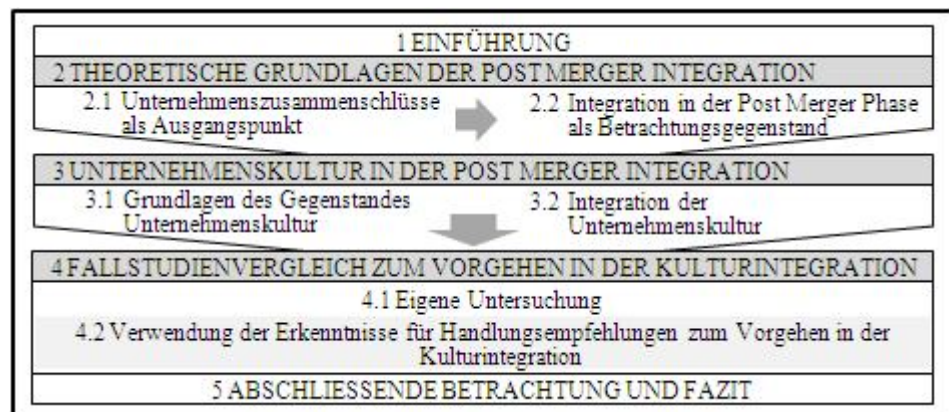 1 EINFÜHRUNG
2 THEORETISCHE GRUNDLAGEN DER POST MERGER INTEGRATION
2.1 Unternehmenszusammenschlüsse
als Ausgangspunkt
2.2 Integration in der Post Merger Phase
als Betrachtungsgegenstand
3 UNTERNEHMENSKULTUR IN DER POST MERGER INTEGRATION
3.1 Grundlagen des Gegenstandes
Unternehmenskultur
3.2 Integration der
Unternehmenskultur
4 FALLSTUDIENVERGLEICH ZUM VORGEHEN IN DER KULTURINTEGRATION
4.1 Eigene Untersuchung
4.2 Verwendung der Erkenntnisse für Handlungsempfehlungen zum Vorgehen in der
Kulturintegration
5 ABSCHLIESSENDE BETRACHTUNG UND FAZIT